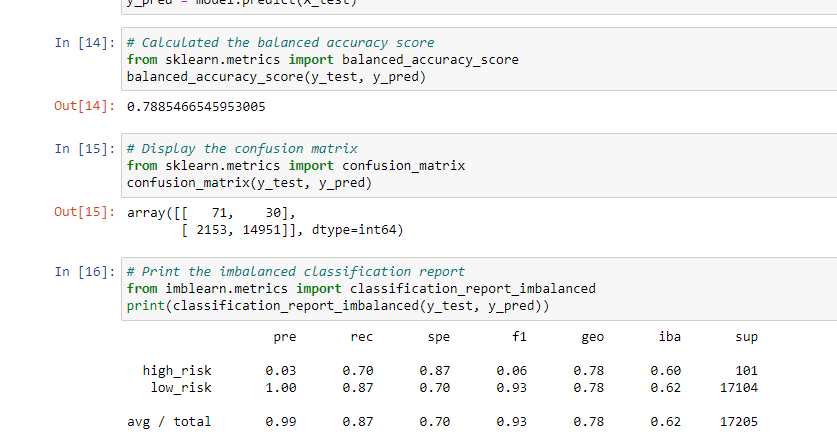 y_pred = model.predict(X_test)
In [14]: # Calculated the balanced accuracy score
from sklearn.metrics import balanced_accuracy_score
balanced_accuracy_score(y_test, y_pred)
Out[14]: 0.7885466545953005
In [15]: # Display the confusion matrix
from sklearn.metrics import confusion_matrix
confusion_matrix(y_test, y_pred)
Out[15]: array([[   71,    30],
       [ 2153, 14951]], dtype=int64)
In [16]: # Print the imbalanced classification report
from imblearn.metrics import classification_report_imbalanced
print(classification_report_imbalanced(y_test, y_pred))
pre rec spe f1 geo iba sup
high_risk 0.03 0.70 0.87 0.06 0.78 0.60 101
low_risk 1.00 0.87 0.70 0.93 0.78 0.62 17104
avg / total 0.99 0.87 0.70 0.93 0.78 0.62 17205